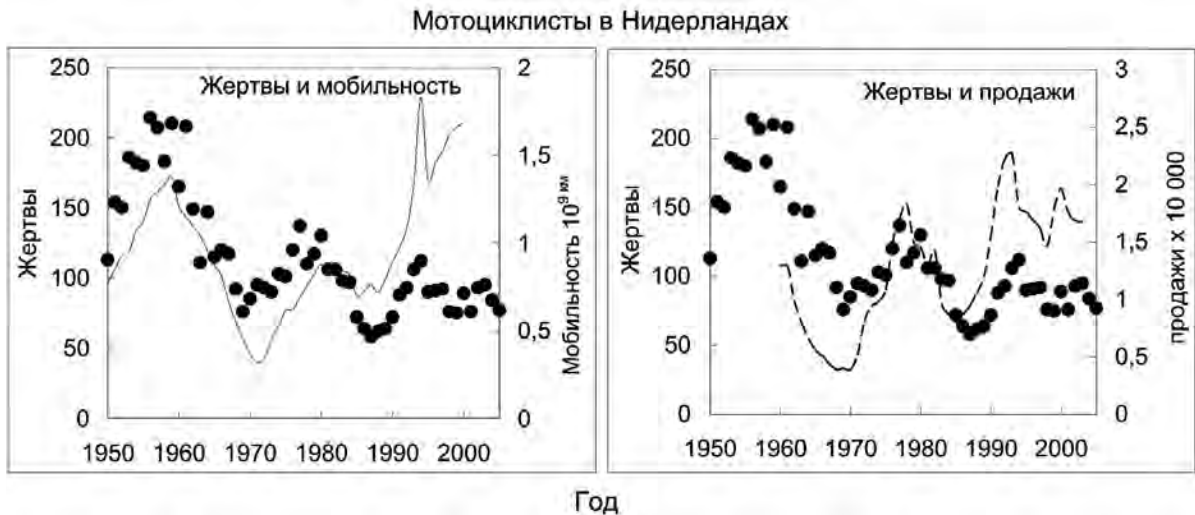 Мотоциклисты в Нидерландах
Жертвы и мобильность
250
200
150
100
50
0
Жертвы
2
1,5
1
0,5
0
Мобильность 10⁹ км
1950 1960 1970 1980 1990 2000
Жертвы и продажи
250
200
150
100
50
0
Жертвы
3
2,5
2
1,5
1
0,5
0
продажи x 10 000
1950 1960 1970 1980 1990 2000
Год